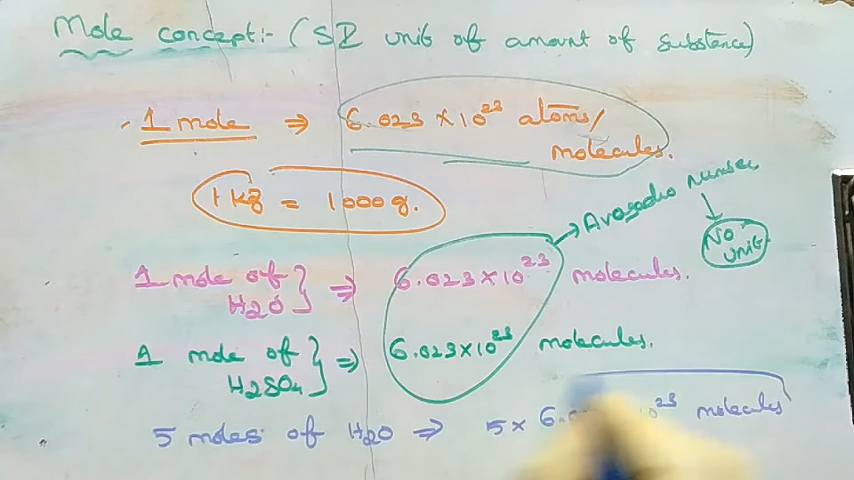 Mole concept:- (SI unit of amount of substance)
1 mole ⇒ 6.023 × 10²³ atoms/
molecules.
1 kg = 1000 g.
→ Avogadro number
No
unit
1 mole of
H2O } ⇒ 6.023 × 10²³ molecules.
1 mole of
H2SO4 } ⇒ 6.023 × 10²³ molecules.
5 moles of H2O ⇒ 5 × 6. 10²³ molecules